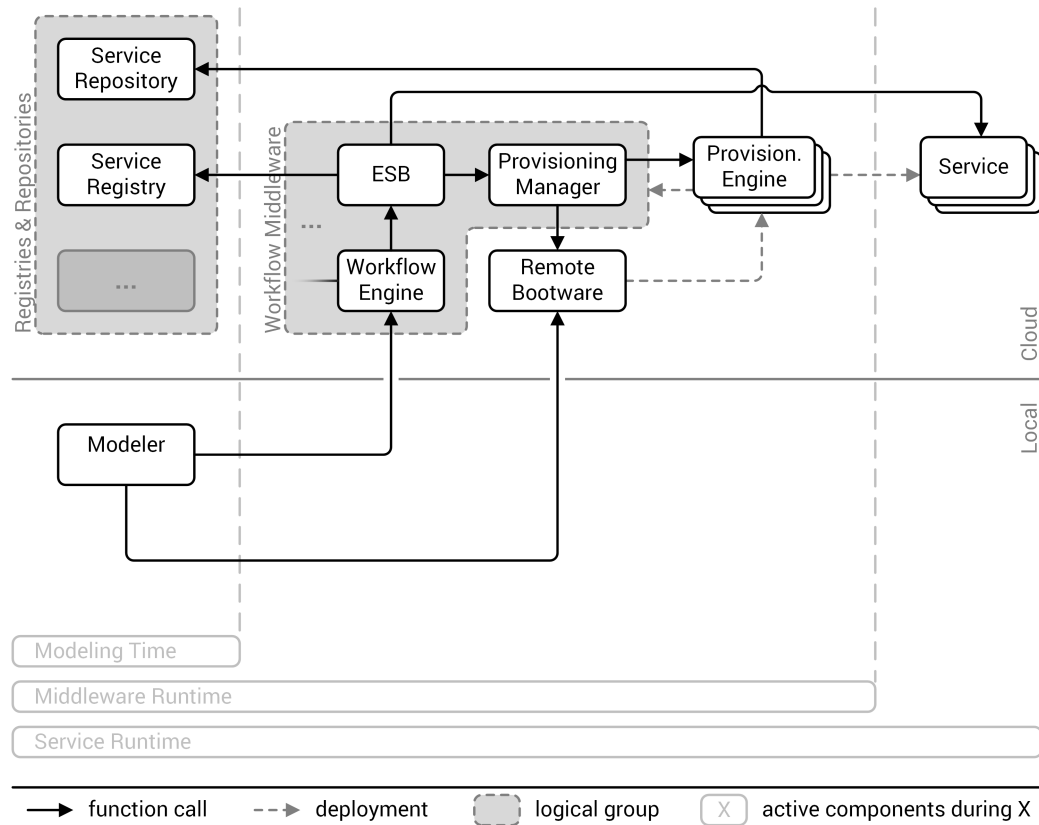 Registries & Repositories
Service
Repository
Service
Registry
...
Workflow Middleware
ESB
Provisioning
Manager
...
Workflow
Engine
Remote
Bootware
Provision.
Engine
Service
Cloud
Local
Modeler
Modeling Time
Middleware Runtime
Service Runtime
function call
deployment
logical group
X
active components during X